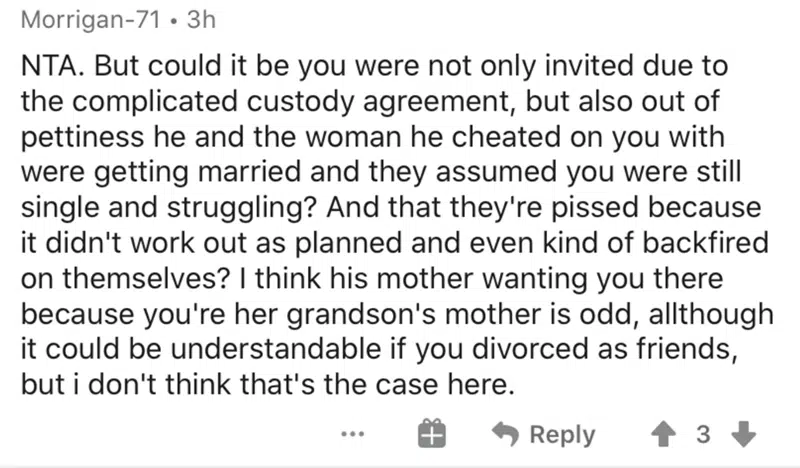 Morrigan-71 • 3h
NTA. But could it be you were not only invited due to
the complicated custody agreement, but also out of
pettiness he and the woman he cheated on you with
were getting married and they assumed you were still
single and struggling? And that they're pissed because
it didn't work out as planned and even kind of backfired
on themselves? I think his mother wanting you there
because you're her grandson's mother is odd, allthough
it could be understandable if you divorced as friends,
but i don't think that's the case here.
... Reply 3